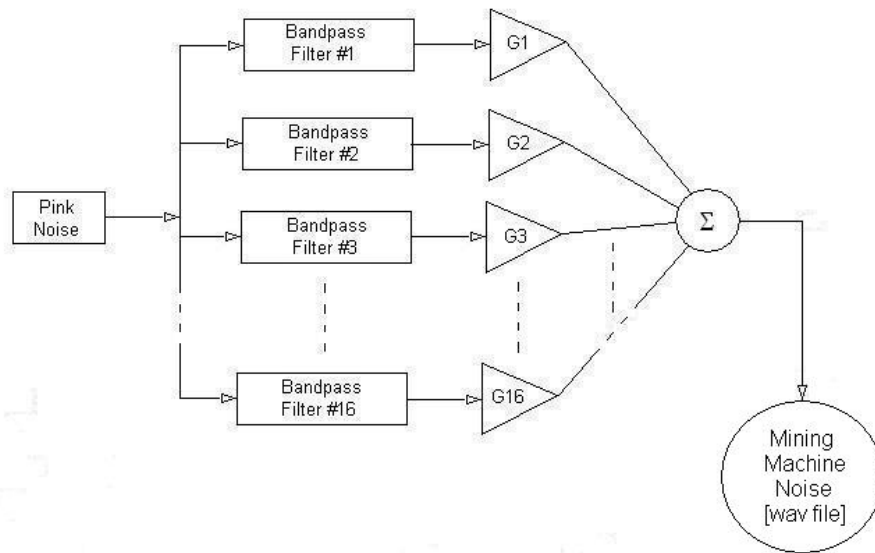 Bandpass
Filter #1
G1
Bandpass
Filter #2
G2
Pink
Noise
Bandpass
Filter #3
G3
Σ
Bandpass
Filter #16
G16
Mining
Machine
Noise
[wav file]